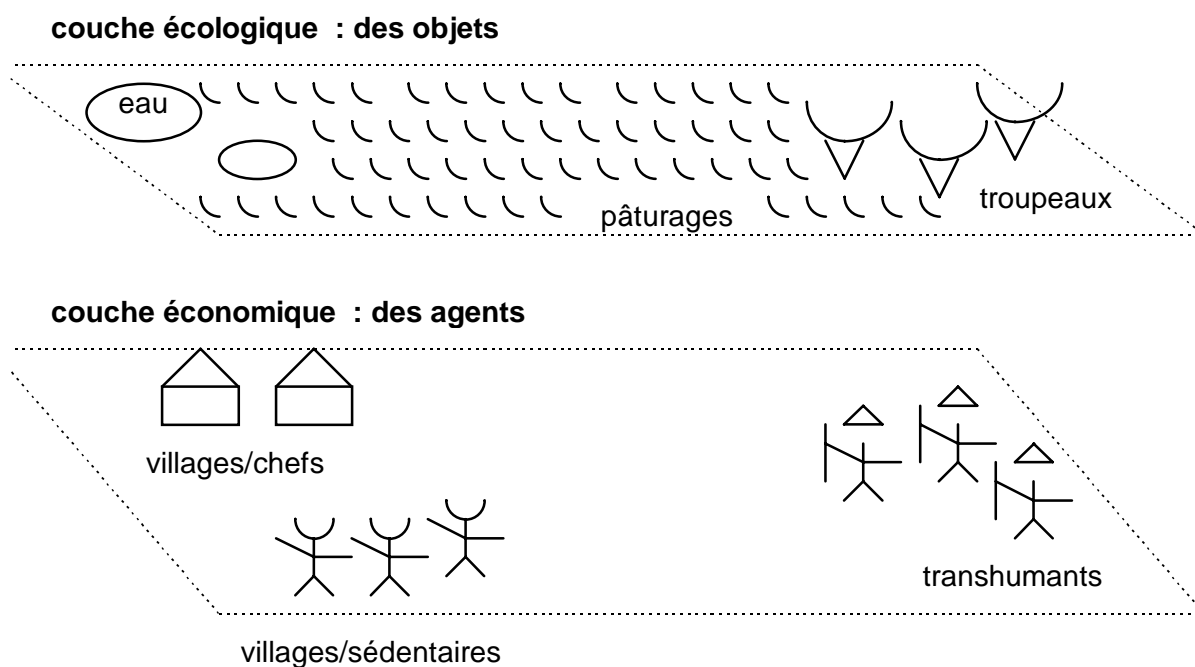 couche écologique : des objets
eau
troupeaux
pâturages
couche économique : des agents
villages/chefs
transhumants
villages/sédentaires